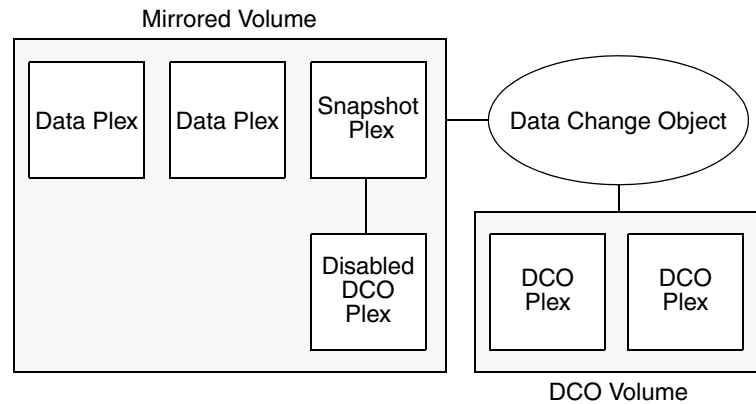 Mirrored Volume
Data Plex
Data Plex
Snapshot
Plex
Data Change Object
Disabled
DCO
Plex
DCO
Plex
DCO
Plex
DCO Volume